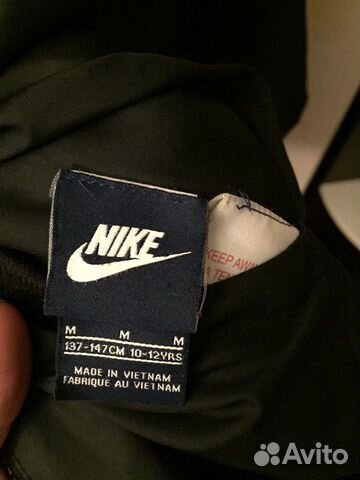 NIKE
KEEP AWAY
M M M
137-147CM 10-12YRS
MADE IN VIETNAM
FABRIQUE AU VIETNAM
Avito